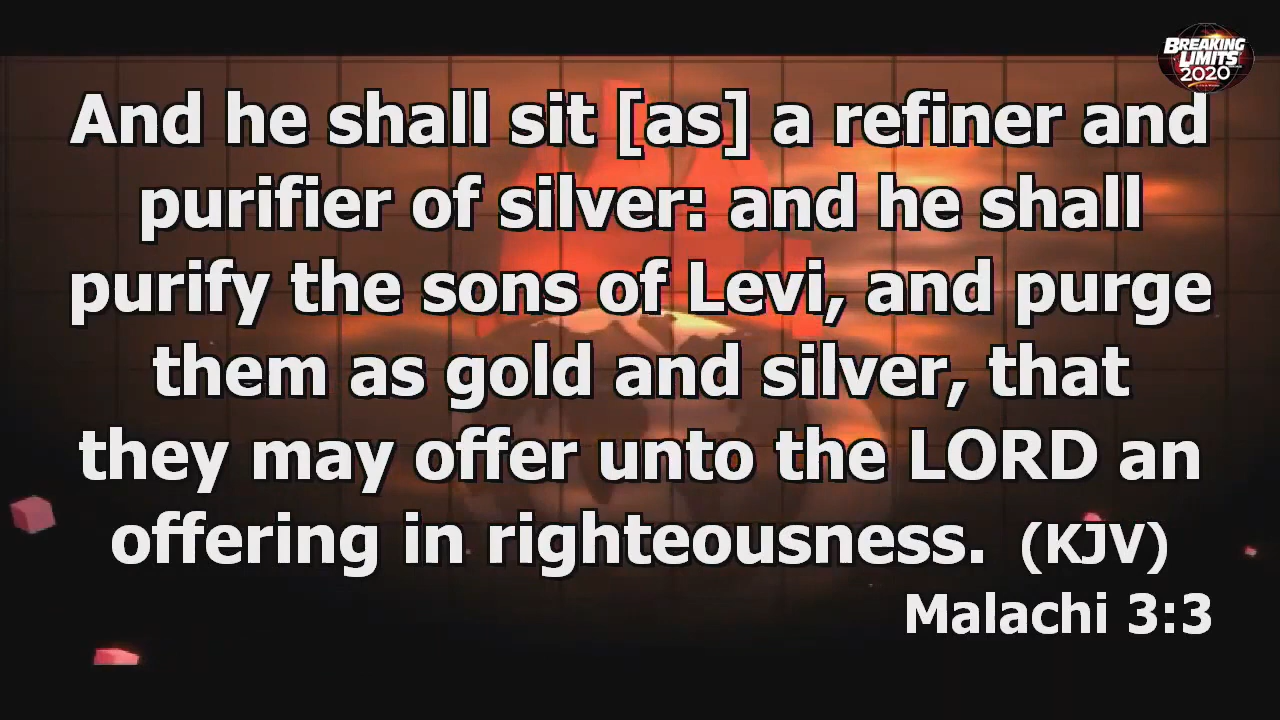 BREAKING
LIMITS
2020
And he shall sit [as] a refiner and
purifier of silver: and he shall
purify the sons of Levi, and purge
them as gold and silver, that
they may offer unto the LORD an
offering in righteousness. (KJV)
Malachi 3:3